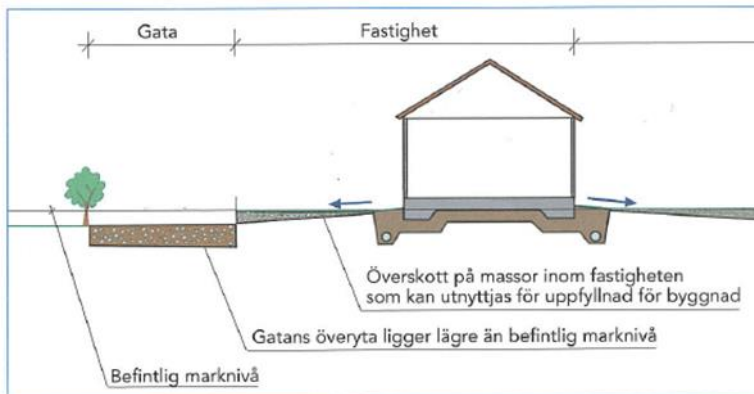 Gata
Fastighet
Överskott på massor inom fastigheten
som kan utnyttjas för uppfyllnad för byggnad
Gatans överyta ligger lägre än befintlig marknivå
Befintlig marknivå